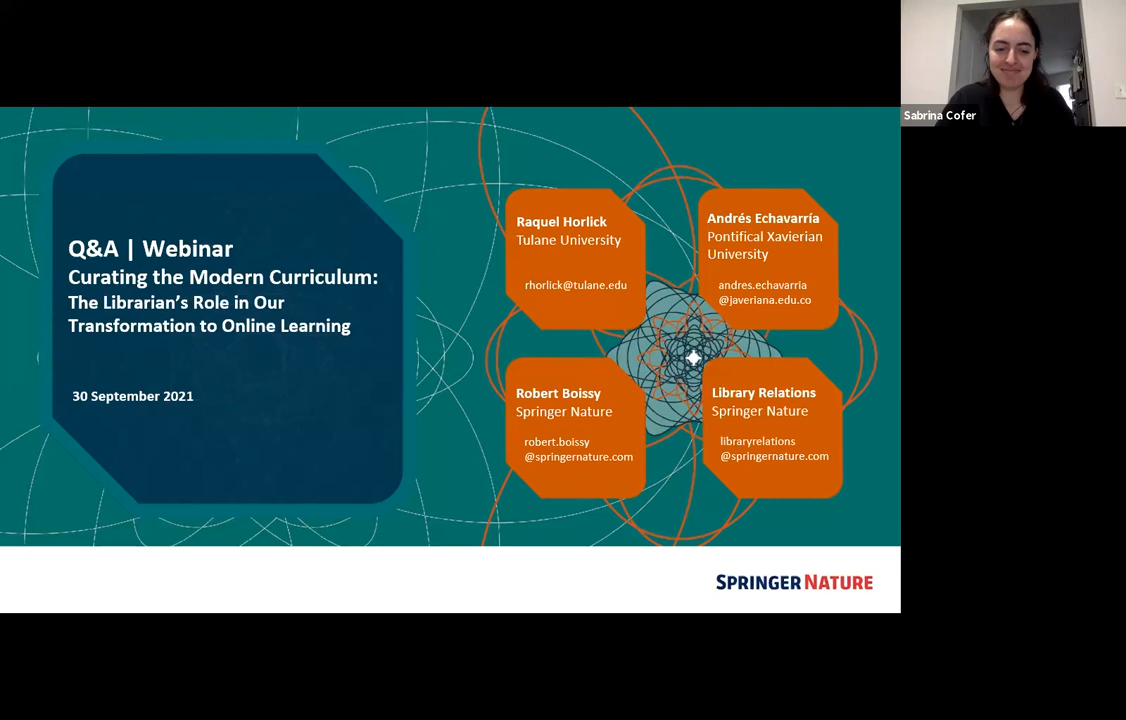 Sabrina Cofer
Q&A | Webinar
Curating the Modern Curriculum:
The Librarian's Role in Our
Transformation to Online Learning
30 September 2021
Raquel Horlick
Tulane University
rhorlick@tulane.edu
Andrés Echavarría
Pontifical Xavierian
University
andres.echavarria
@javeriana.edu.co
Robert Boissy
Springer Nature
robert.boissy
@springernature.com
Library Relations
Springer Nature
libraryrelations
@springernature.com
SPRINGER NATURE